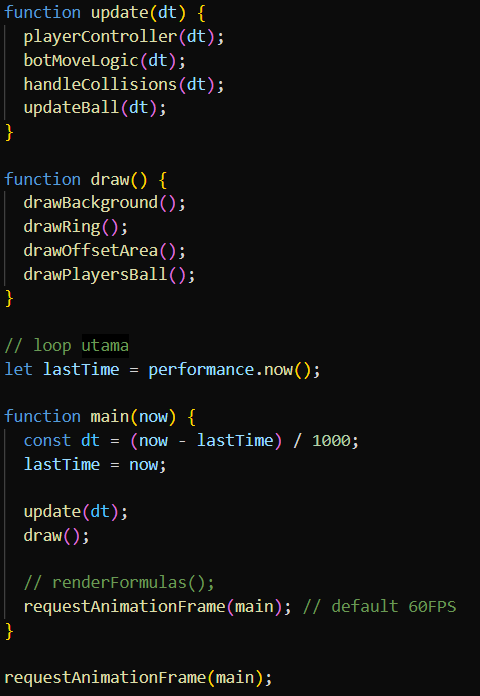 function update(dt) {
  playerController(dt);
  botMoveLogic(dt);
  handleCollisions(dt);
  updateBall(dt);
}

function draw() {
  drawBackground();
  drawRing();
  drawOffsetArea();
  drawPlayersBall();
}

// loop utama
let lastTime = performance.now();

function main(now) {
  const dt = (now - lastTime) / 1000;
  lastTime = now;

  update(dt);
  draw();

  // renderFormulas();
  requestAnimationFrame(main); // default 60FPS
}

requestAnimationFrame(main);